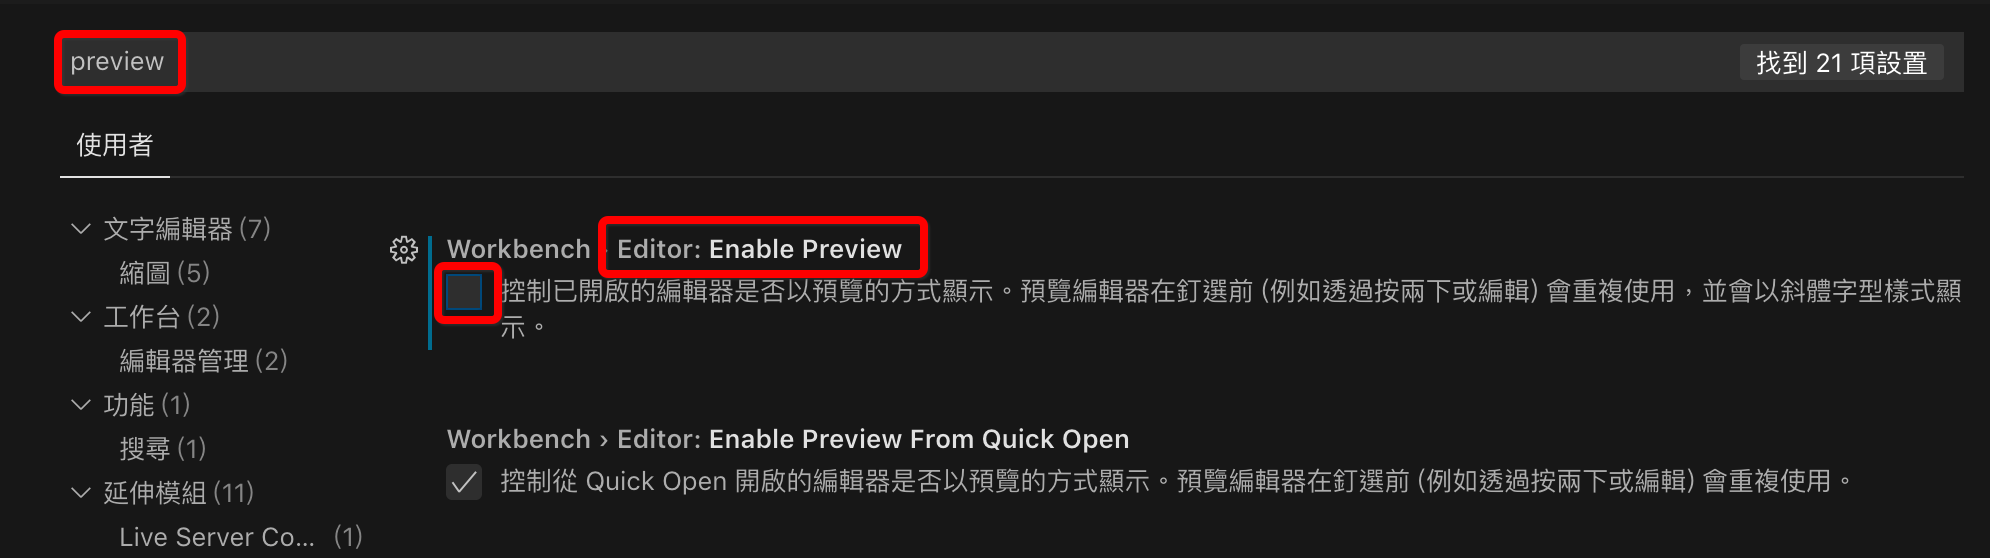 preview
找到 21 項設置
使用者
文字編輯器 (7)
縮圖 (5)
工作台 (2)
編輯器管理 (2)
功能 (1)
搜尋 (1)
延伸模組 (11)
Live Server Co... (1)
Workbench › Editor: Enable Preview
控制已開啟的編輯器是否以預覽的方式顯示。預覽編輯器在釘選前 (例如透過按兩下或編輯) 會重複使用，並會以斜體字型樣式顯
示。
Workbench › Editor: Enable Preview From Quick Open
控制從 Quick Open 開啟的編輯器是否以預覽的方式顯示。預覽編輯器在釘選前 (例如透過按兩下或編輯) 會重複使用。